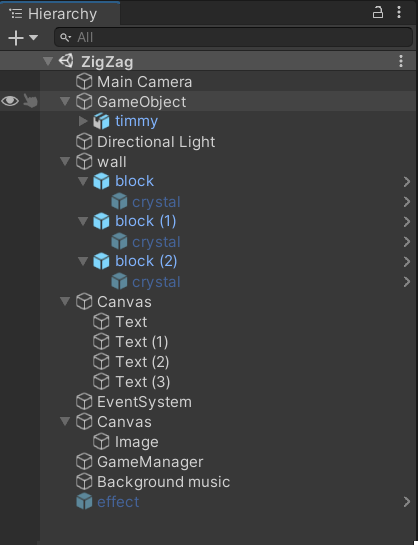 Hierarchy
All
ZigZag
Main Camera
GameObject
timmy
Directional Light
wall
block
crystal
block (1)
crystal
block (2)
crystal
Canvas
Text
Text (1)
Text (2)
Text (3)
EventSystem
Canvas
Image
GameManager
Background music
effect